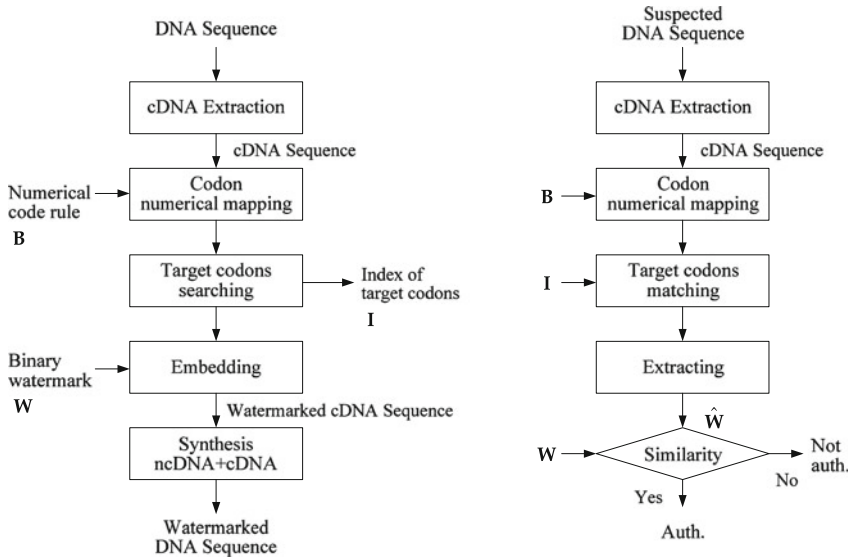 DNA Sequence
cDNA Extraction
cDNA Sequence
Numerical
code rule
B
Codon
numerical mapping
Target codons
searching
Index of
target codons
I
Binary
watermark
W
Embedding
Watermarked cDNA Sequence
Synthesis
ncDNA+cDNA
Watermarked
DNA Sequence
Suspected
DNA Sequence
cDNA Extraction
cDNA Sequence
B
Codon
numerical mapping
I
Target codons
matching
Extracting
Ŵ
W
Similarity
Not
auth.
No
Yes
Auth.